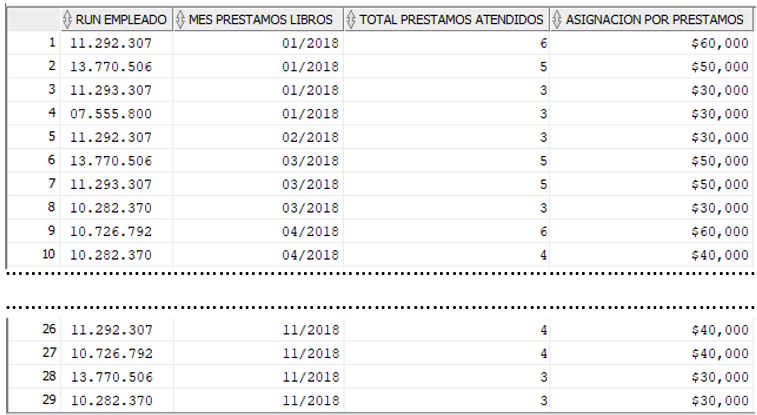 RUN EMPLEADO MES PRESTAMOS LIBROS TOTAL PRESTAMOS ATENDIDOS ASIGNACION POR PRESTAMOS
1 11.292.307 01/2018 6 $60,000
2 13.770.506 01/2018 5 $50,000
3 11.293.307 01/2018 3 $30,000
4 07.555.800 01/2018 3 $30,000
5 11.292.307 02/2018 3 $30,000
6 13.770.506 03/2018 5 $50,000
7 11.293.307 03/2018 5 $50,000
8 10.282.370 03/2018 3 $30,000
9 10.726.792 04/2018 6 $60,000
10 10.282.370 04/2018 4 $40,000
26 11.292.307 11/2018 4 $40,000
27 10.726.792 11/2018 4 $40,000
28 13.770.506 11/2018 3 $30,000
29 10.282.370 11/2018 3 $30,000